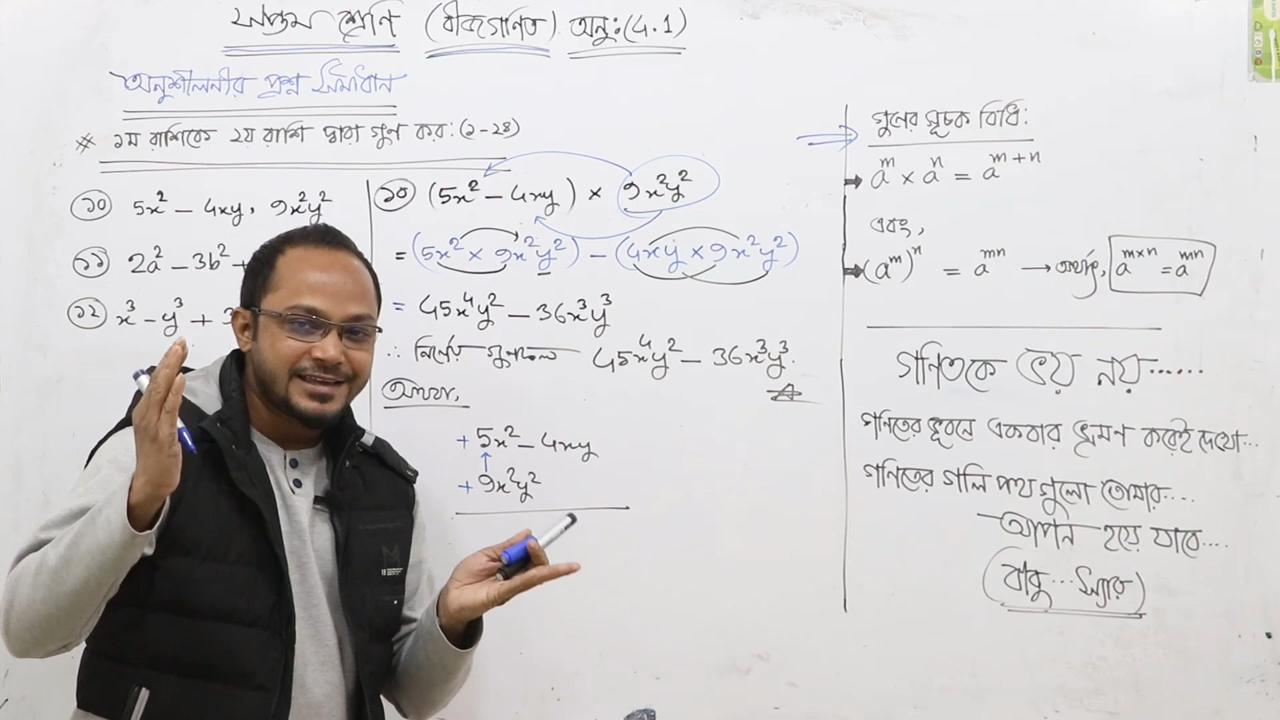 সপ্তম শ্রেণি (বীজগণিত) অনুঃ(4.1)
অনুশীলনীর প্রশ্ন সমাধান
* ১ম রাশিকে ২য় রাশি দ্বারা গুণ কর: (১-২৪)
১০ 5x² - 4xy, 9x²y²
১১ 2a² - 3b² +
১২ x³ - y³ + 3
১০ (5x² - 4xy) × 9x²y²
= (5x² × 9x²y²) - (4xy × 9x²y²)
= 45x⁴y² - 36x³y³
∴ নির্ণেয় গুণফল 45x⁴y² - 36x³y³.
অথবা,
+ 5x² - 4xy
+ 9x²y²
গুণের সূচক বিধি:
aᵐ × aⁿ = aᵐ⁺ⁿ
এবং,
(aᵐ)ⁿ = aᵐⁿ → অর্থাৎ, aᵐˣⁿ = aᵐⁿ
গণিতকে ভয় নয়......
গণিতের ভূবনে একবার ভ্রমণ করেই দেখো...
গণিতের গলি পথ গুলো তোমার...
আপন হয়ে যাবে....
(বাবু... স্যার)